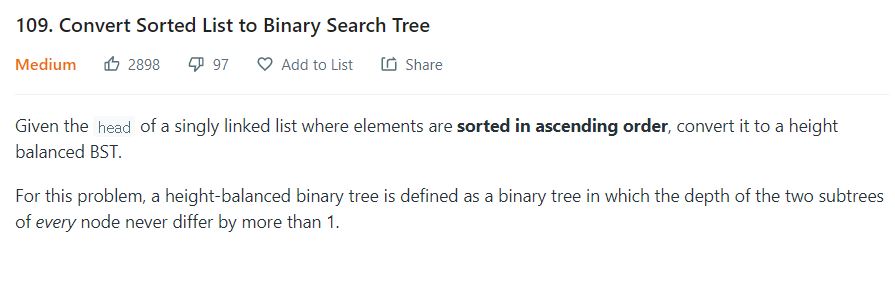 109. Convert Sorted List to Binary Search Tree
Medium 2898 97 Add to List Share
Given the head of a singly linked list where elements are sorted in ascending order, convert it to a height
balanced BST.
For this problem, a height-balanced binary tree is defined as a binary tree in which the depth of the two subtrees
of every node never differ by more than 1.